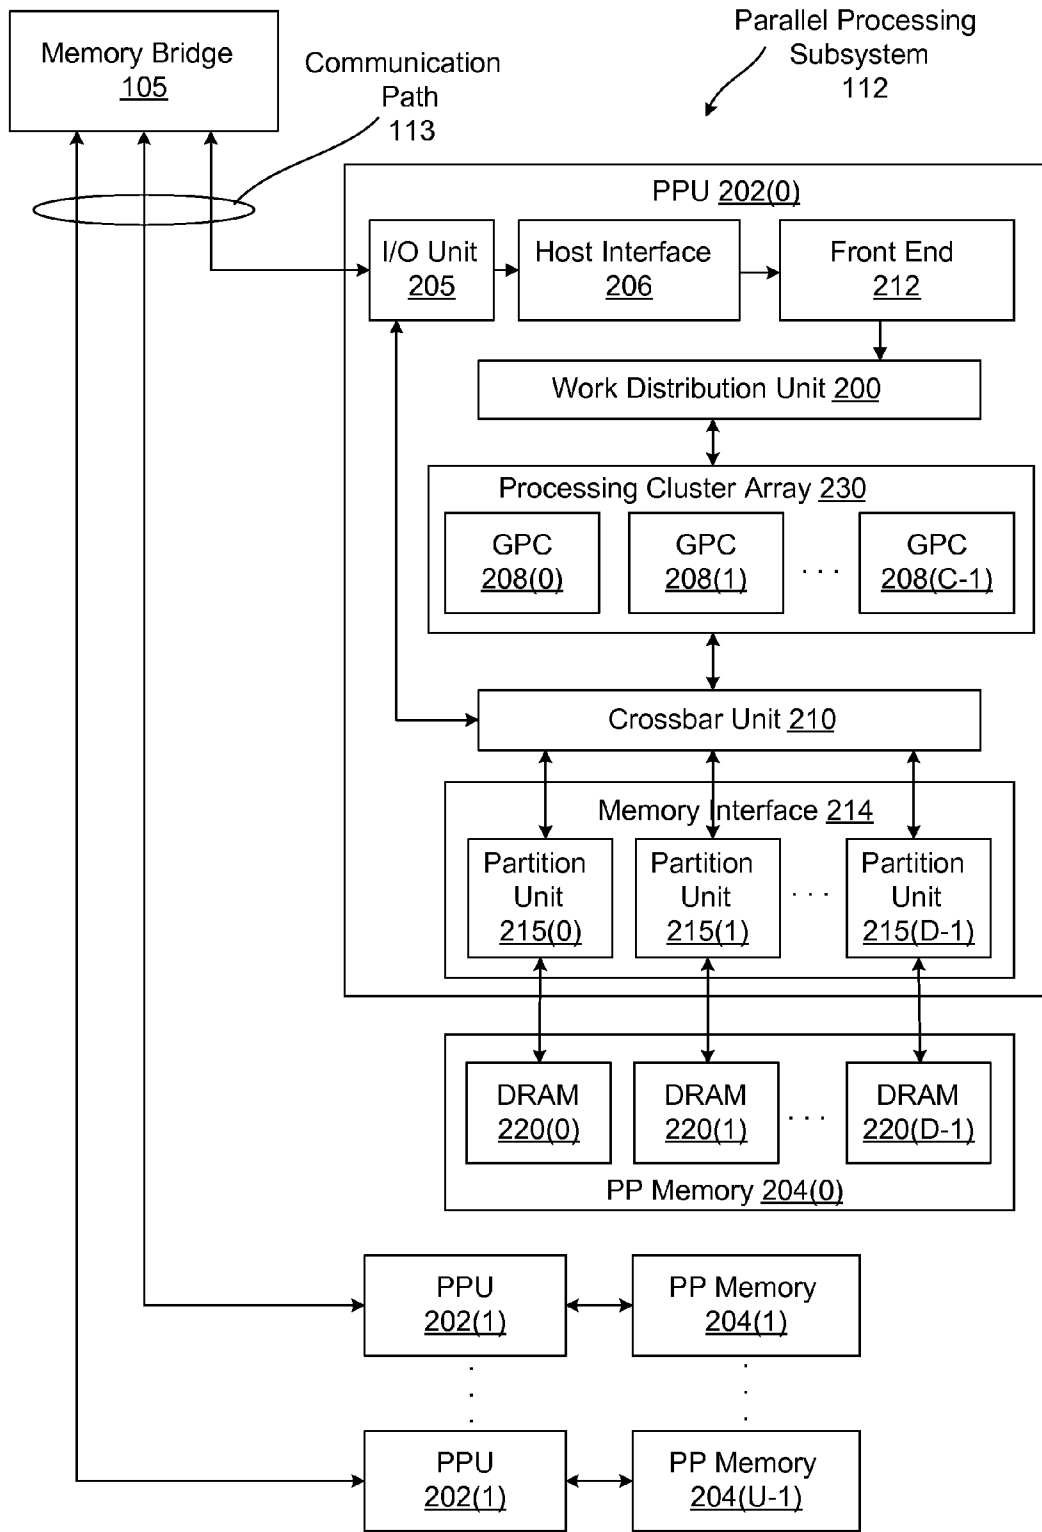 Memory Bridge
105
Communication
Path
113
Parallel Processing
Subsystem
112
PPU 202(0)
I/O Unit
205
Host Interface
206
Front End
212
Work Distribution Unit 200
Processing Cluster Array 230
GPC
208(0)
GPC
208(1)
. . .
GPC
208(C-1)
Crossbar Unit 210
Memory Interface 214
Partition
Unit
215(0)
Partition
Unit
215(1)
. . .
Partition
Unit
215(D-1)
DRAM
220(0)
DRAM
220(1)
. . .
DRAM
220(D-1)
PP Memory 204(0)
PPU
202(1)
PP Memory
204(1)
PPU
202(1)
PP Memory
204(U-1)